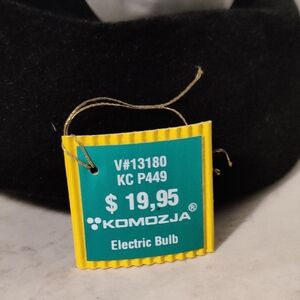 V#13180
KC P449
$ 19,95
KOMOZJA®
Electric Bulb